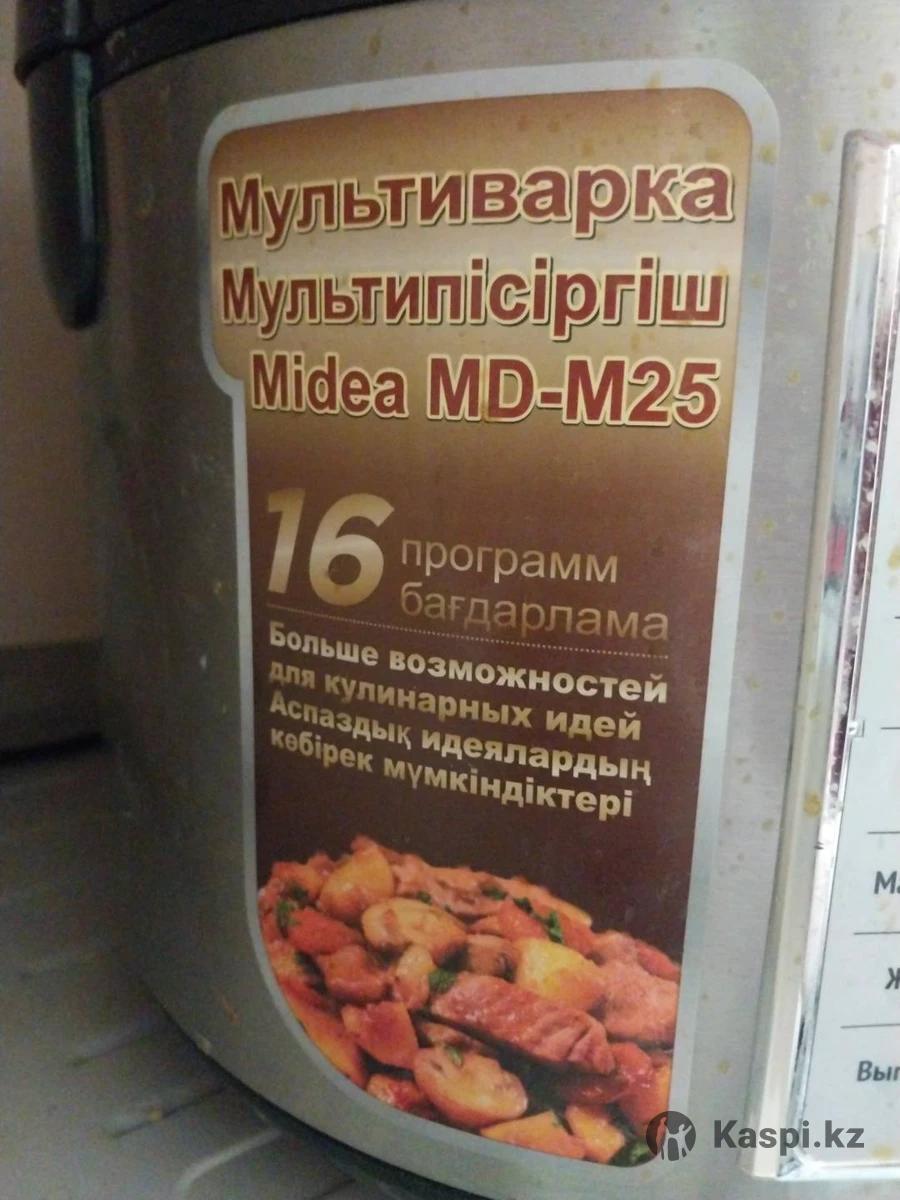 Мультиварка
Мультипісіргіш
Midea MD-M25
16
программ
бағдарлама
Больше возможностей
для кулинарных идей
Аспаздық идеялардың
көбірек мүмкіндіктері
Kaspi.kz